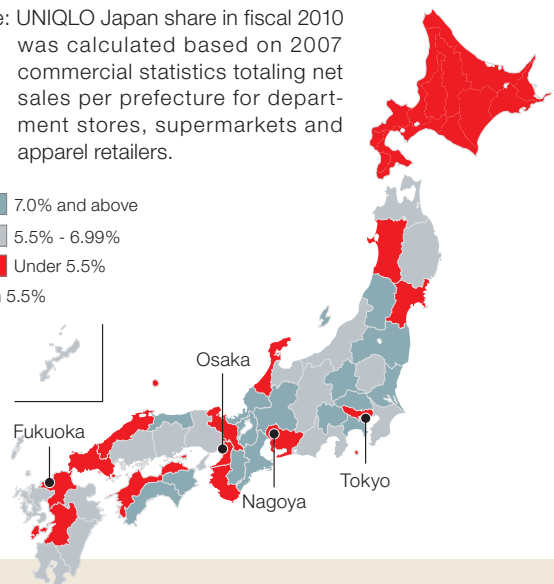 : UNIQLO Japan share in fiscal 2010
was calculated based on 2007
commercial statistics totaling net
sales per prefecture for depart-
ment stores, supermarkets and
apparel retailers.
7.0% and above
5.5% - 6.99%
Under 5.5%
5.5%
Osaka
Fukuoka
Tokyo
Nagoya